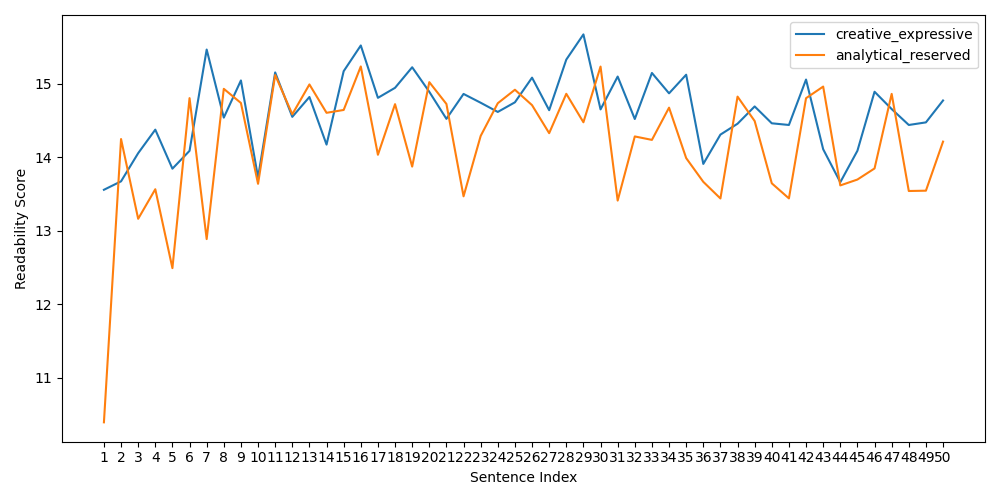 creative_expressive
analytical_reserved
Readability Score
15
14
13
12
11
1 2 3 4 5 6 7 8 9 10 11 12 13 14 15 16 17 18 19 20 21 22 23 24 25 26 27 28 29 30 31 32 33 34 35 36 37 38 39 40 41 42 43 44 45 46 47 48 49 50
Sentence Index